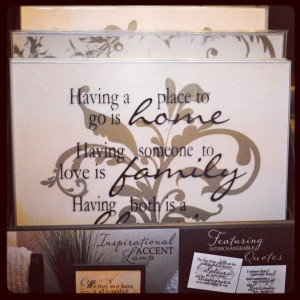 Having a place to
go is home
Having someone to
love is family
Having both is a
Inspirational
ACCENT
Lamp
Featuring
INTERCHANGEABLE
Quotes